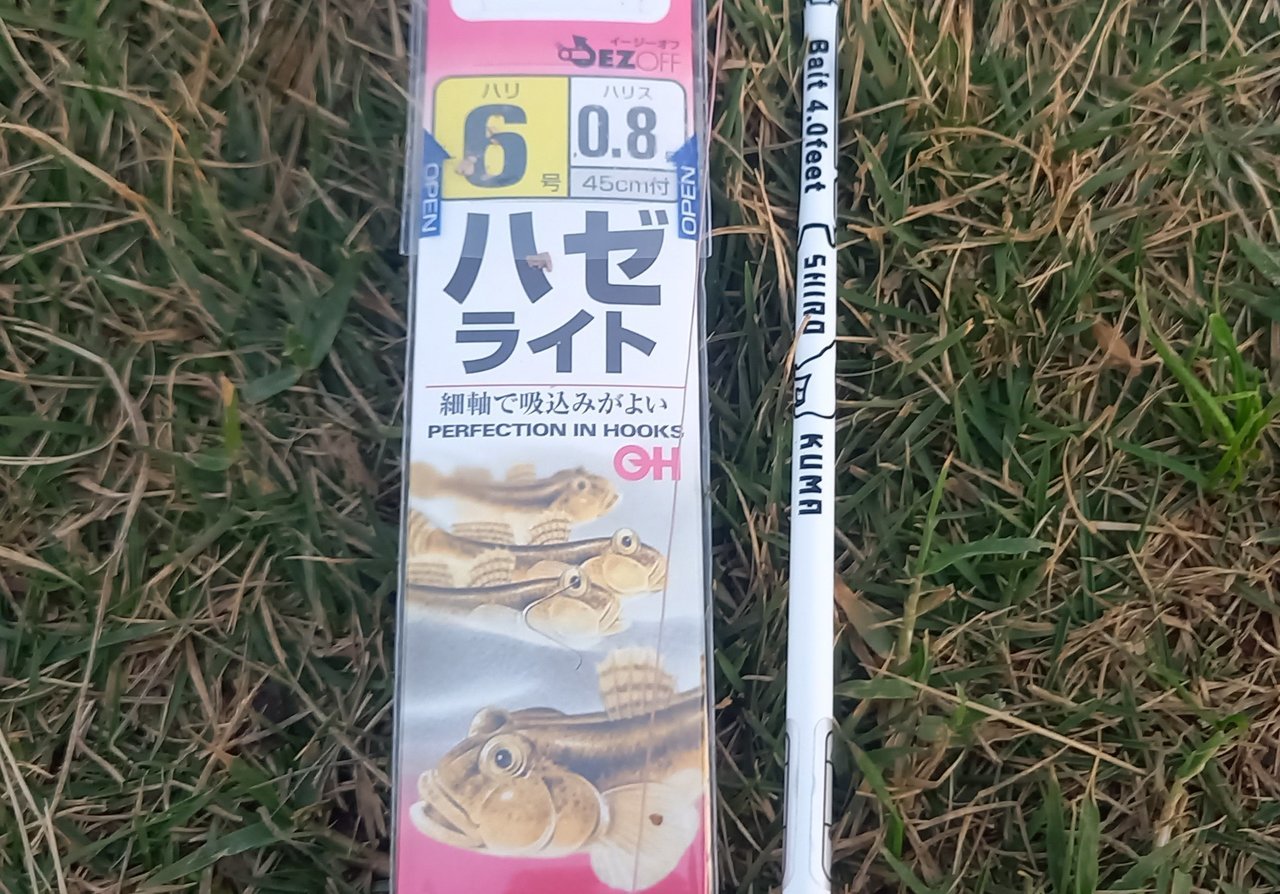 イージーオフ
EZOFF
ハリ
6号
ハリス
0.8
45cm付
OPEN
OPEN
ハゼ
ライト
細軸で吸込みがよい
PERFECTION IN HOOKS
OH
Bait 4.0feet
SHIRO
KUMA